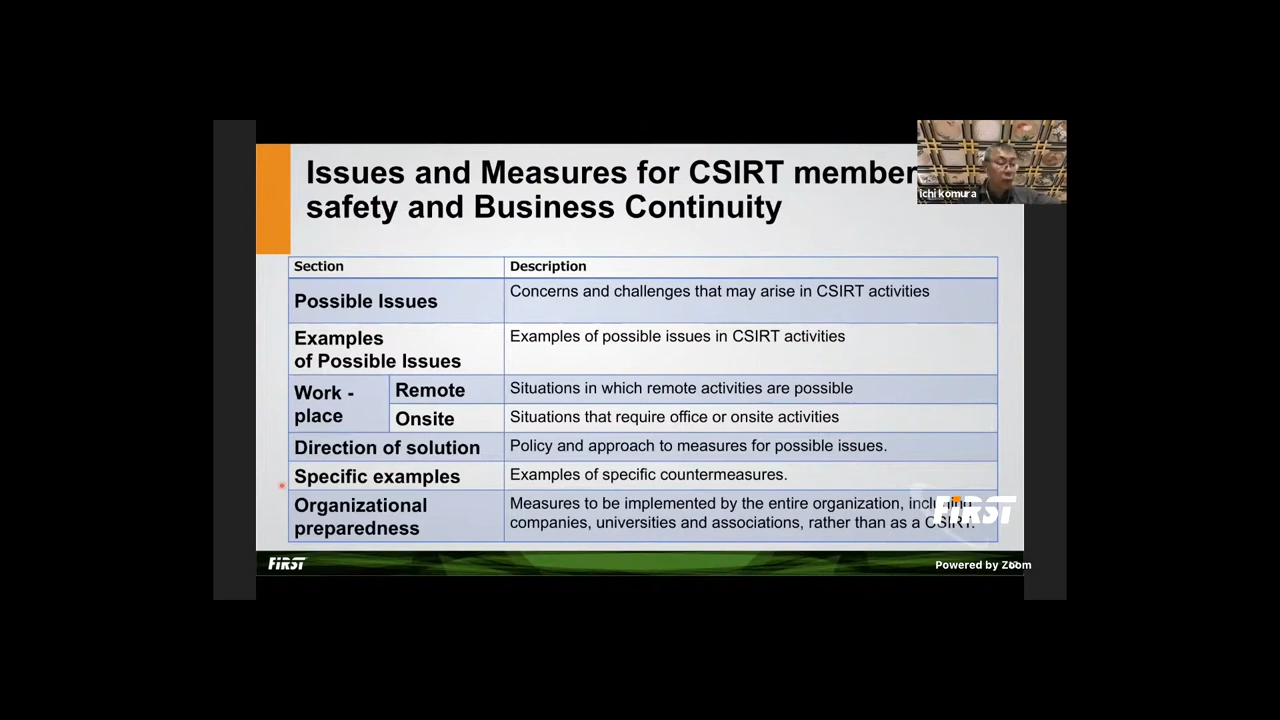 Issues and Measures for CSIRT member
safety and Business Continuity
ichi komura
Section Description
Possible Issues Concerns and challenges that may arise in CSIRT activities
Examples
of Possible Issues
Examples of possible issues in CSIRT activities
Work -
place
Remote Situations in which remote activities are possible
Onsite Situations that require office or onsite activities
Direction of solution Policy and approach to measures for possible issues.
Specific examples Examples of specific countermeasures.
Organizational
preparedness
Measures to be implemented by the entire organization, including
companies, universities and associations, rather than as a CSIRT.
FiRST
FiRST
Powered by Zoom